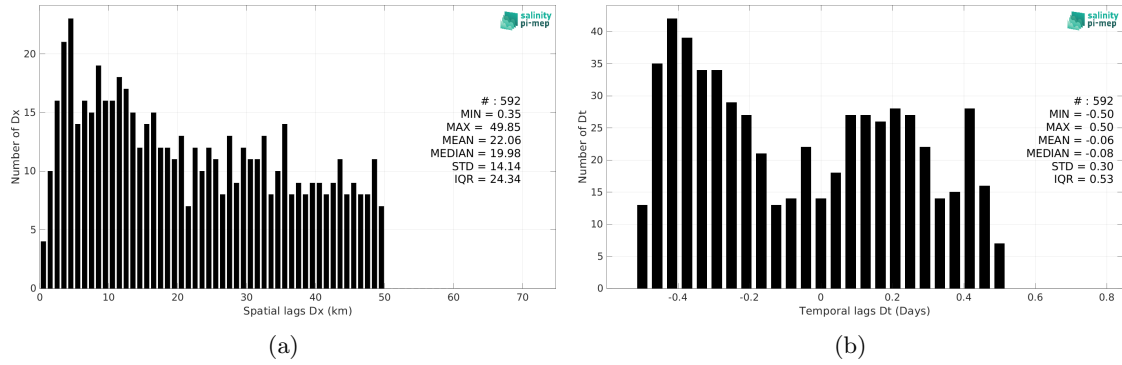 salinity
pi-mep
Number of Dx
20
15
10
5
0
# : 592
MIN = 0.35
MAX = 49.85
MEAN = 22.06
MEDIAN = 19.98
STD = 14.14
IQR = 24.34
0 10 20 30 40 50 60 70
Spatial lags Dx (km)
(a)
salinity
pi-mep
Number of Dt
40
35
30
25
20
15
10
5
0
# : 592
MIN = -0.50
MAX = 0.50
MEAN = -0.06
MEDIAN = -0.08
STD = 0.30
IQR = 0.53
-0.4 -0.2 0 0.2 0.4 0.6 0.8
Temporal lags Dt (Days)
(b)